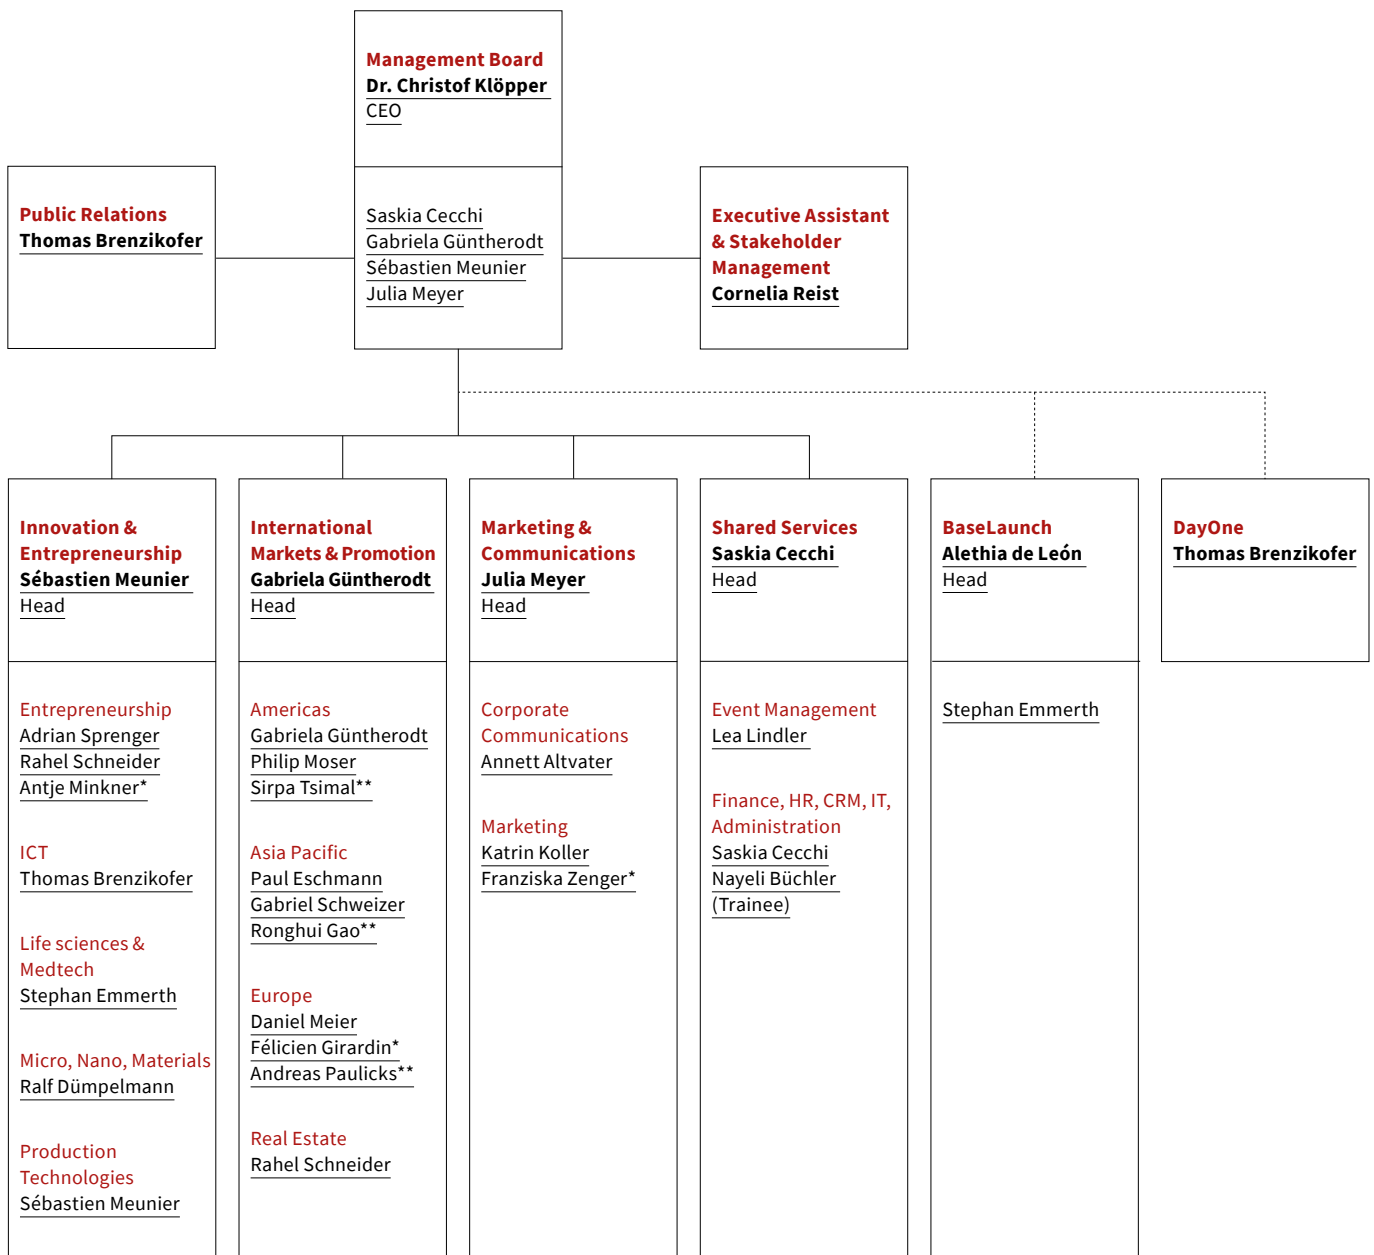 Management Board
Dr. Christof Klöpper
CEO
Saskia Cecchi
Gabriela Güntherodt
Sébastien Meunier
Julia Meyer
Public Relations
Thomas Brenzikofer
Executive Assistant
& Stakeholder
Management
Cornelia Reist
Innovation &
Entrepreneurship
Sébastien Meunier
Head
Entrepreneurship
Adrian Sprenger
Rahel Schneider
Antje Minkner*
ICT
Thomas Brenzikofer
Life sciences &
Medtech
Stephan Emmerth
Micro, Nano, Materials
Ralf Dümpelmann
Production
Technologies
Sébastien Meunier
International
Markets & Promotion
Gabriela Güntherodt
Head
Americas
Gabriela Güntherodt
Philip Moser
Sirpa Tsimal**
Asia Pacific
Paul Eschmann
Gabriel Schweizer
Ronghui Gao**
Europe
Daniel Meier
Félicien Girardin*
Andreas Paulicks**
Real Estate
Rahel Schneider
Marketing &
Communications
Julia Meyer
Head
Corporate
Communications
Annett Altvater
Marketing
Katrin Koller
Franziska Zenger*
Shared Services
Saskia Cecchi
Head
Event Management
Lea Lindler
Finance, HR, CRM, IT,
Administration
Saskia Cecchi
Nayeli Büchler
(Trainee)
BaseLaunch
Alethia de León
Head
Stephan Emmerth
DayOne
Thomas Brenzikofer